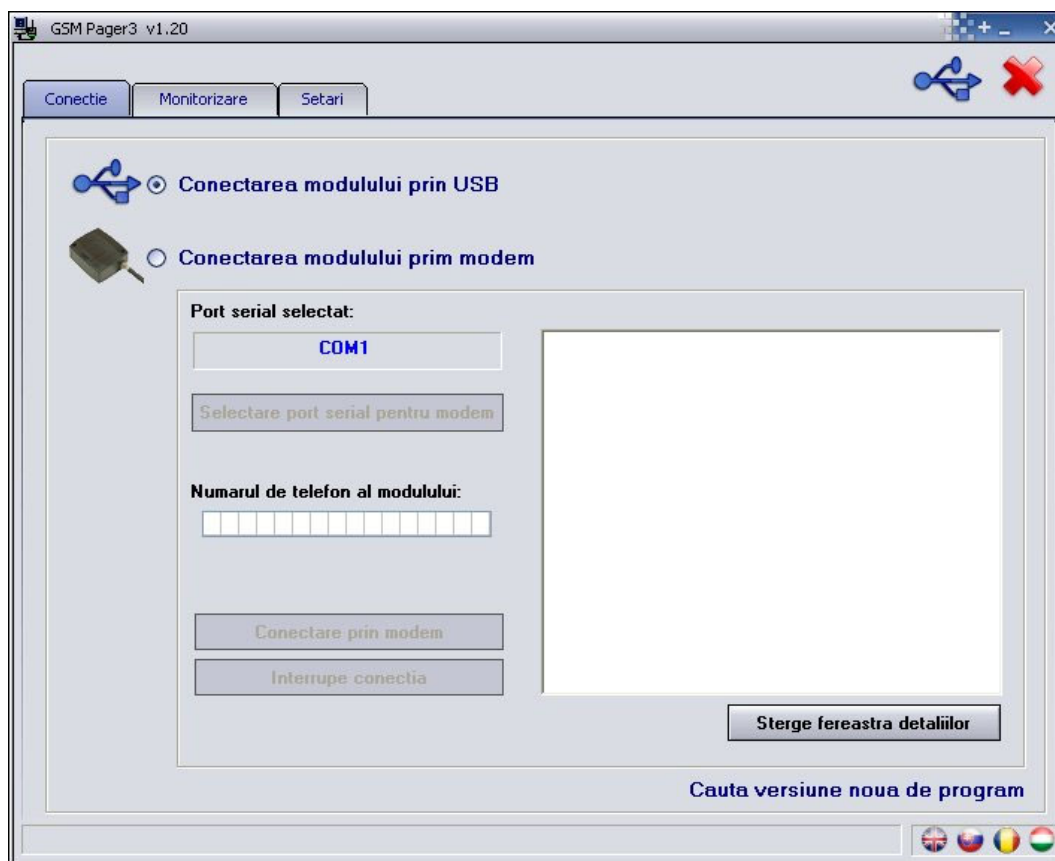 GSM Pager3 v1.20
Conectie
Monitorizare
Setari
Conectarea modulului prin USB
Conectarea modulului prim modem
Port serial selectat:
COM1
Selectare port serial pentru modem
Numarul de telefon al modulului:
Conectare prin modem
Interrupe conectia
Sterge fereastra detaliilor
Cauta versiune noua de program